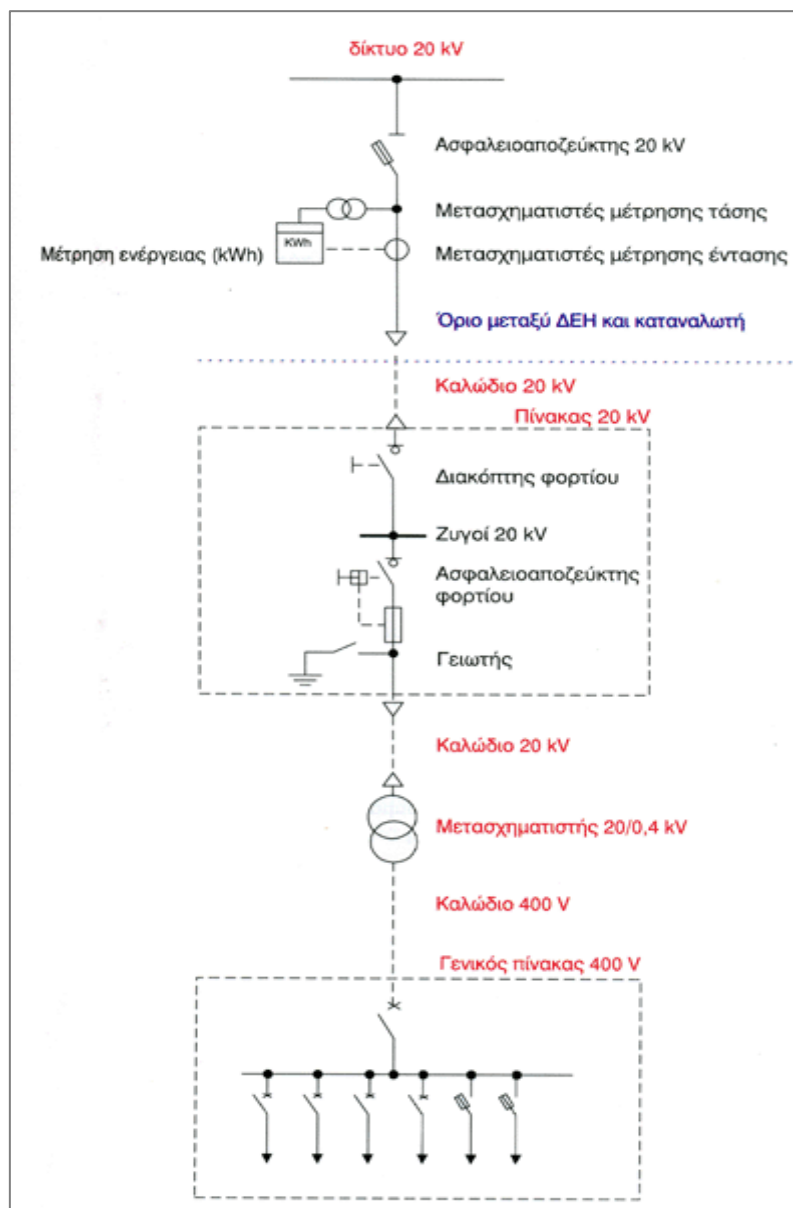 δίκτυο 20 kV
Ασφαλειοαποζεύκτης 20 kV
Μετασχηματιστές μέτρησης τάσης
KWh
Μέτρηση ενέργειας (kWh)
Μετασχηματιστές μέτρησης έντασης
Όριο μεταξύ ΔΕΗ και καταναλωτή
Καλώδιο 20 kV
Πίνακας 20 kV
Διακόπτης φορτίου
Ζυγοί 20 kV
Ασφαλειοαποζεύκτης
φορτίου
Γειωτής
Καλώδιο 20 kV
Μετασχηματιστής 20/0,4 kV
Καλώδιο 400 V
Γενικός πίνακας 400 V